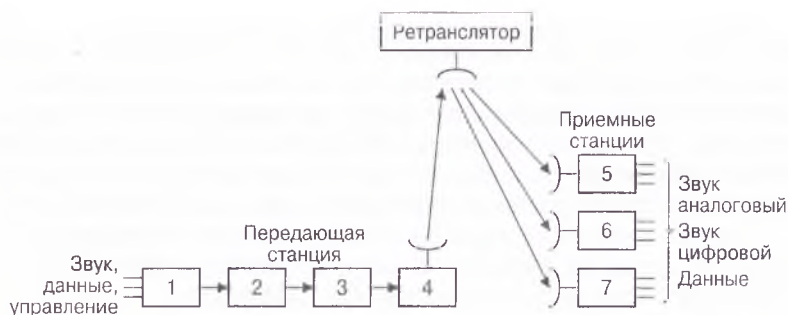 Ретранслятор
Приемные
станции
5
Звук
аналоговый
6
Звук
цифровой
7
Данные
Передающая
станция
Звук,
данные,
управление
1
2
3
4